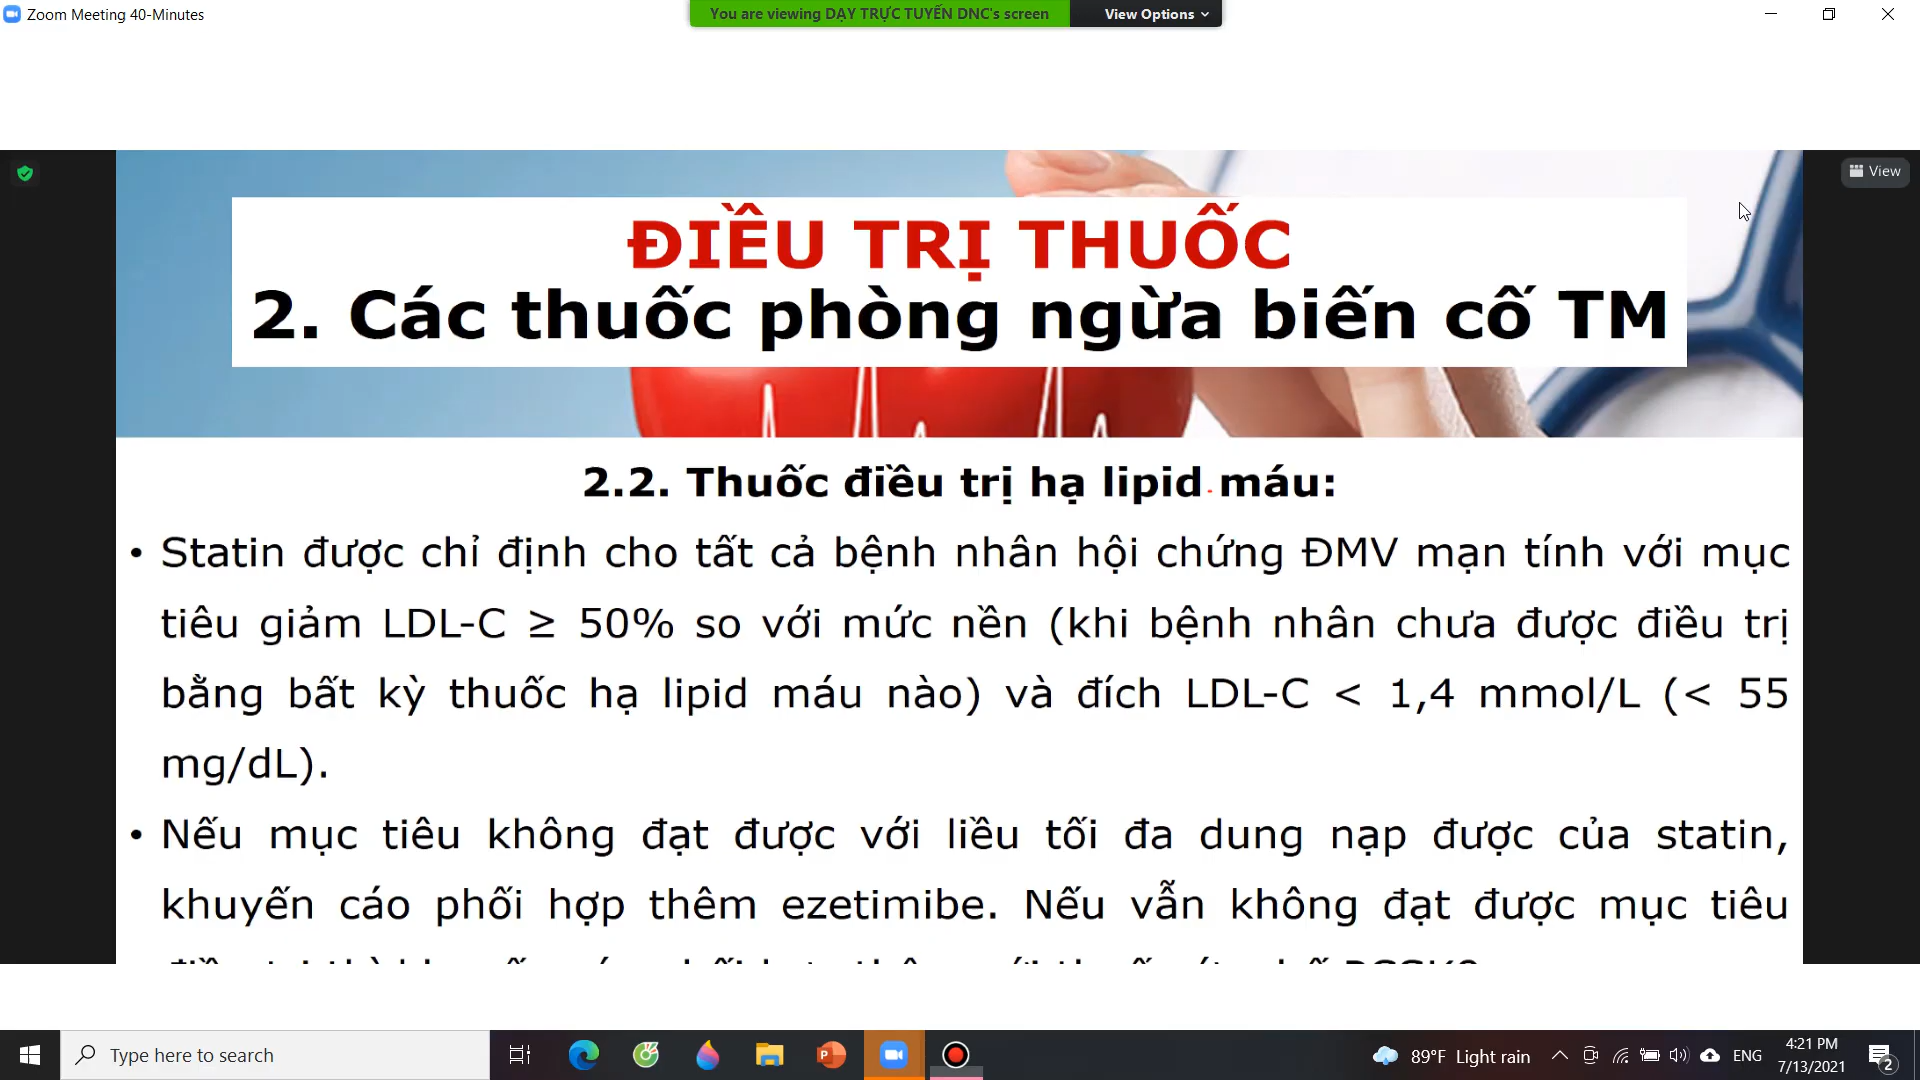 Zoom Meeting 40-Minutes
You are viewing DẠY TRỰC TUYẾN DNC's screen
View Options
View
ĐIỀU TRỊ THUỐC
2. Các thuốc phòng ngừa biến cố TM
2.2. Thuốc điều trị hạ lipid máu:
• Statin được chỉ định cho tất cả bệnh nhân hội chứng ĐMV mạn tính với mục
tiêu giảm LDL-C ≥ 50% so với mức nền (khi bệnh nhân chưa được điều trị
bằng bất kỳ thuốc hạ lipid máu nào) và đích LDL-C < 1,4 mmol/L (< 55
mg/dL).
• Nếu mục tiêu không đạt được với liều tối đa dung nạp được của statin,
khuyến cáo phối hợp thêm ezetimibe. Nếu vẫn không đạt được mục tiêu
Type here to search
89°F Light rain
ENG
4:21 PM
7/13/2021
2